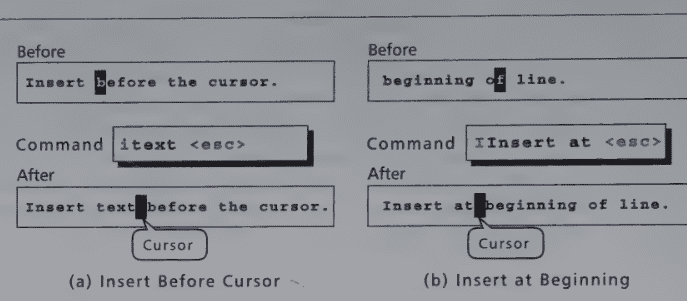 Before
Insert before the cursor.
Command itext <esc>
After
Insert text before the cursor.
Cursor
(a) Insert Before Cursor
Before
beginning of line.
Command IInsert at <esc>
After
Insert at beginning of line.
Cursor
(b) Insert at Beginning